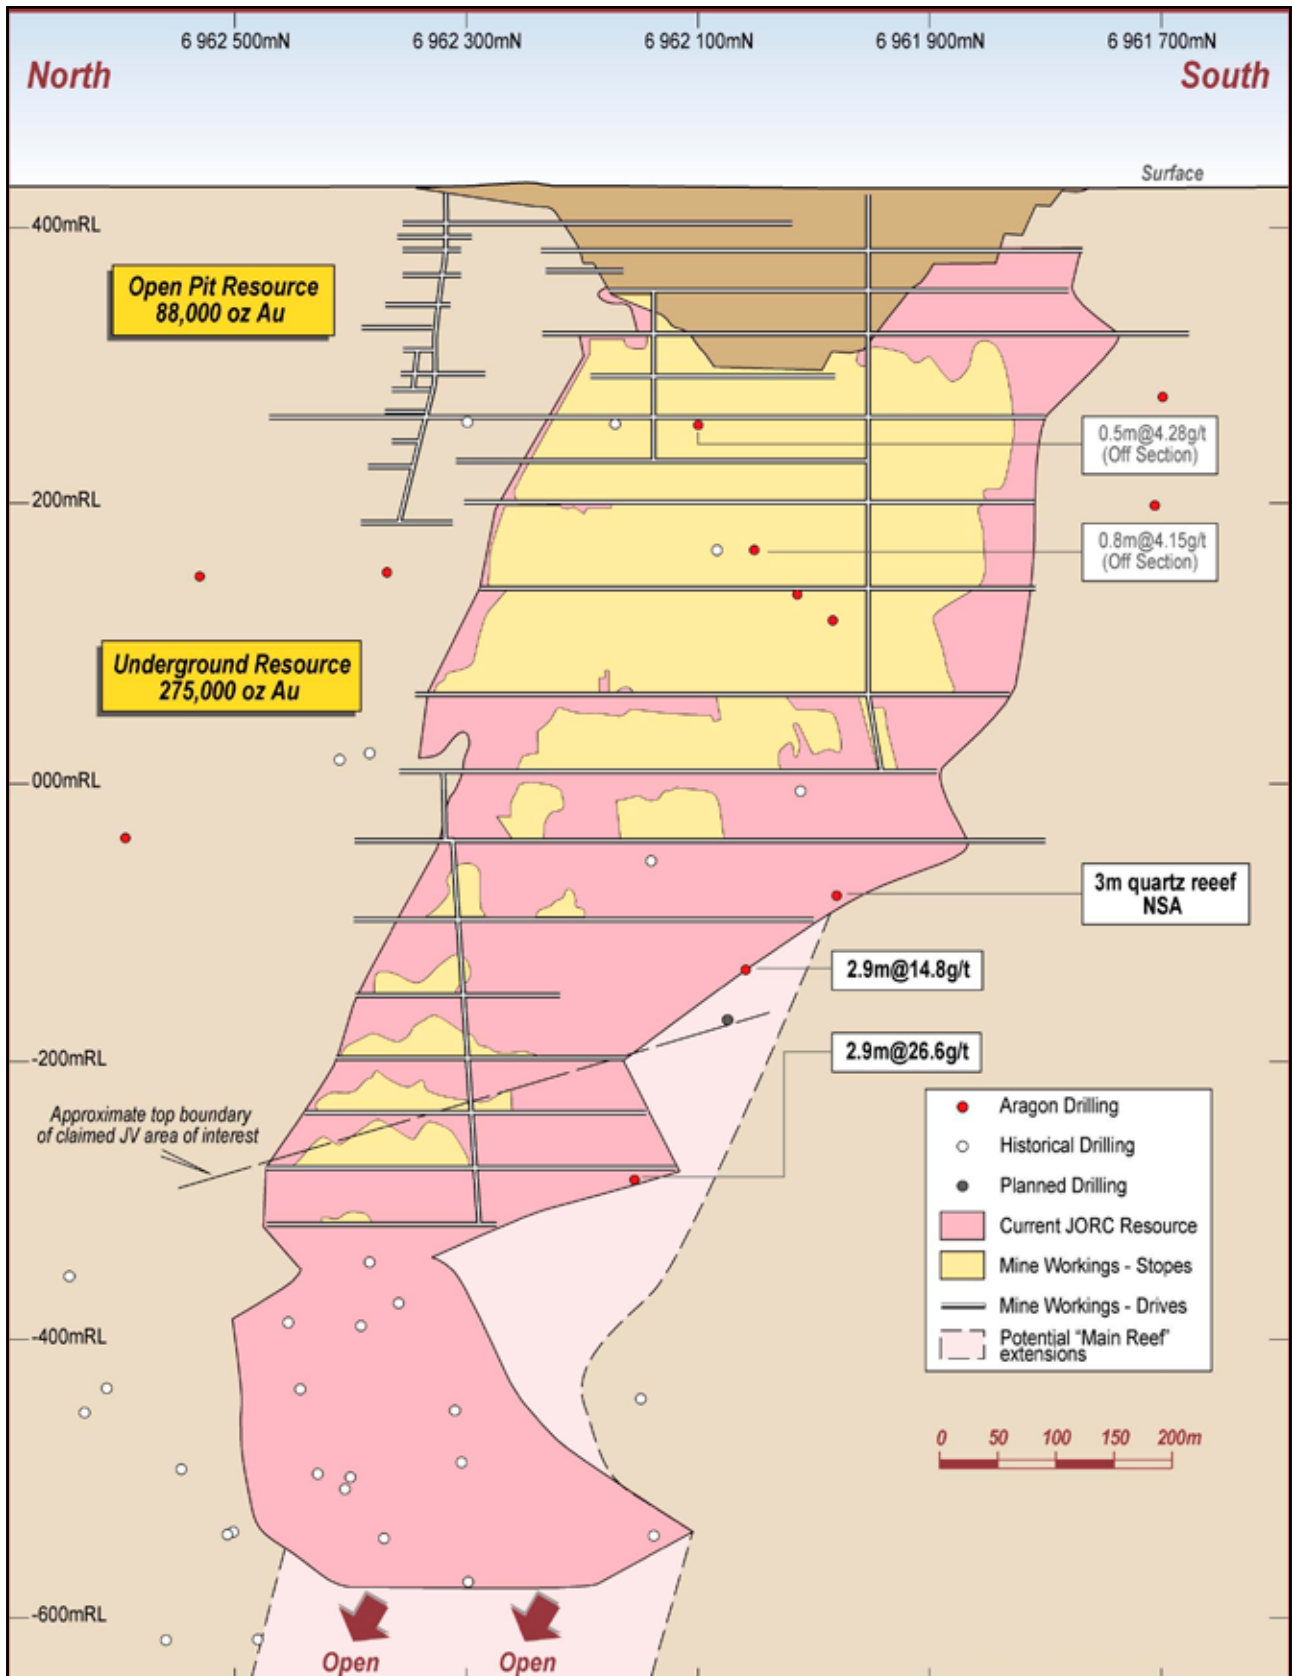 6 962 500mN
6 962 300mN
6 962 100mN
6 961 900mN
6 961 700mN
North
South
Surface
400mRL
Open Pit Resource
88,000 oz Au
0.5m@4.28g/t
(Off Section)
200mRL
0.8m@4.15g/t
(Off Section)
Underground Resource
275,000 oz Au
000mRL
3m quartz reeef
NSA
2.9m@14.8g/t
-200mRL
2.9m@26.6g/t
Approximate top boundary
of claimed JV area of interest
Aragon Drilling
Historical Drilling
Planned Drilling
Current JORC Resource
Mine Workings - Stopes
Mine Workings - Drives
Potential “Main Reef”
extensions
-400mRL
0 50 100 150 200m
-600mRL
Open
Open